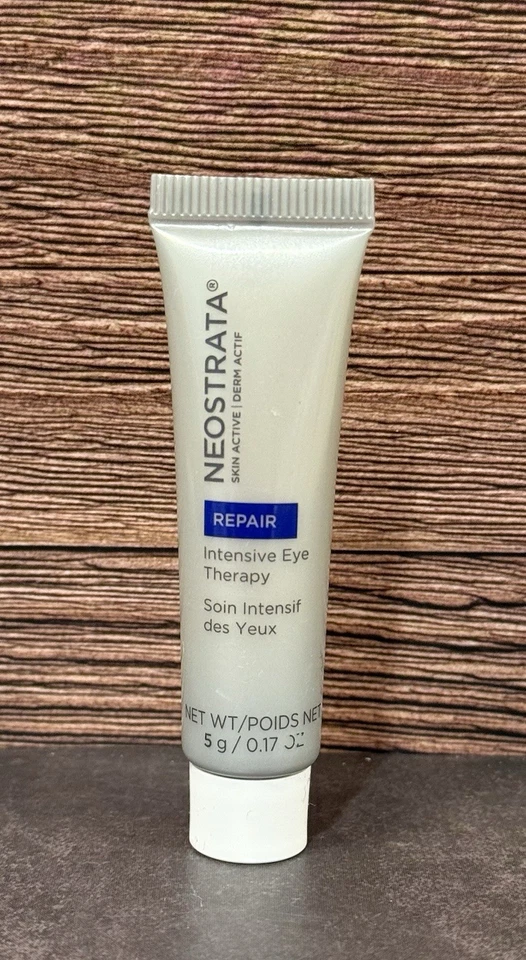 NEOSTRATA®
SKIN ACTIVE | DERM ACTIF
REPAIR
Intensive Eye
Therapy
Soin Intensif
des Yeux
NET WT/POIDS NET
5 g / 0.17 OZ